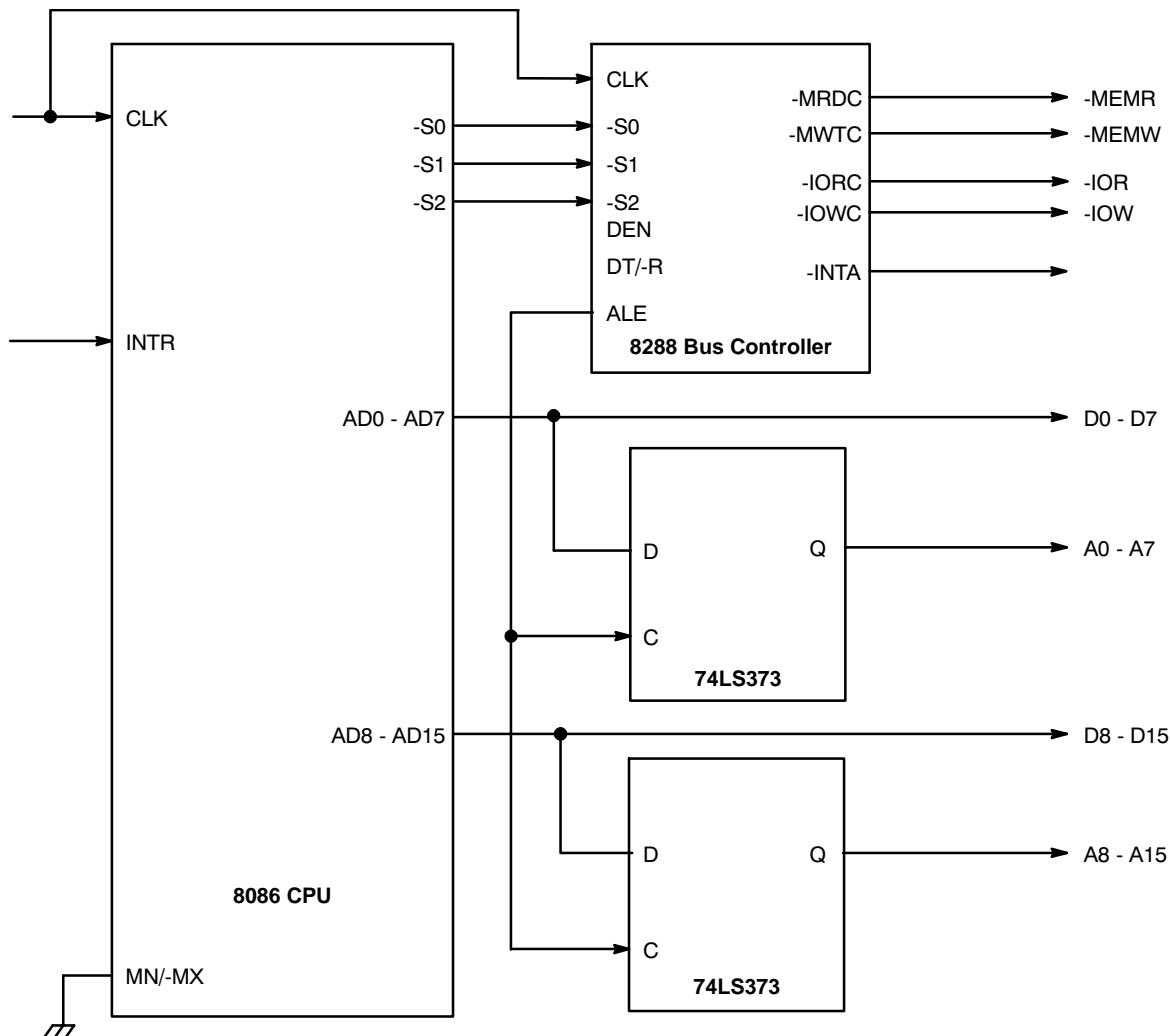 CLK
-S0
-S1
-S2
INTR
AD0 - AD7
AD8 - AD15
8086 CPU
MN/-MX
CLK
-S0
-S1
-S2
DEN
DT/-R
ALE
-MRDC
-MWTC
-IORC
-IOWC
-INTA
8288 Bus Controller
-MEMR
-MEMW
-IOR
-IOW
D0 - D7
D
Q
C
74LS373
A0 - A7
D8 - D15
D
Q
C
74LS373
A8 - A15